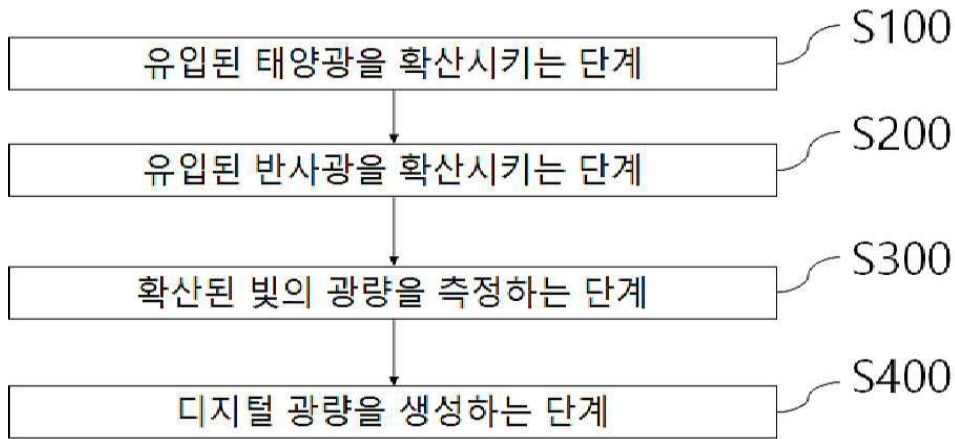 S100
유입된 태양광을 확산시키는 단계
S200
유입된 반사광을 확산시키는 단계
S300
확산된 빛의 광량을 측정하는 단계
S400
디지털 광량을 생성하는 단계